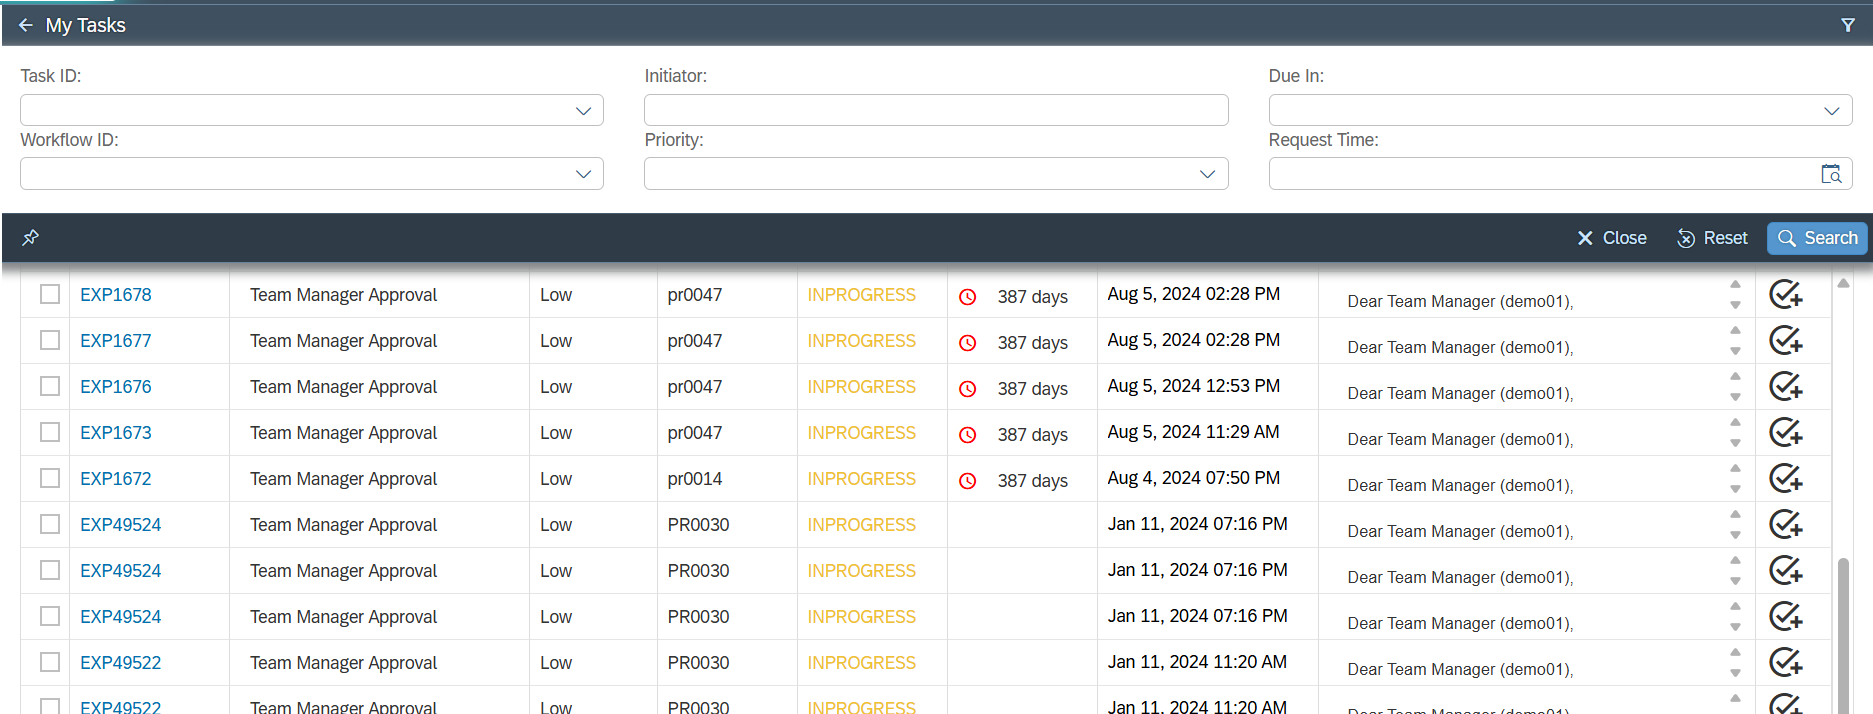 My Tasks
Task ID: Initiator: Due In:
Workflow ID: Priority: Request Time:
Close Reset Search
EXP1678 Team Manager Approval Low pr0047 INPROGRESS 387 days Aug 5, 2024 02:28 PM Dear Team Manager (demo01),
EXP1677 Team Manager Approval Low pr0047 INPROGRESS 387 days Aug 5, 2024 02:28 PM Dear Team Manager (demo01),
EXP1676 Team Manager Approval Low pr0047 INPROGRESS 387 days Aug 5, 2024 12:53 PM Dear Team Manager (demo01),
EXP1673 Team Manager Approval Low pr0047 INPROGRESS 387 days Aug 5, 2024 11:29 AM Dear Team Manager (demo01),
EXP1672 Team Manager Approval Low pr0014 INPROGRESS 387 days Aug 4, 2024 07:50 PM Dear Team Manager (demo01),
EXP49524 Team Manager Approval Low PR0030 INPROGRESS Jan 11, 2024 07:16 PM Dear Team Manager (demo01),
EXP49524 Team Manager Approval Low PR0030 INPROGRESS Jan 11, 2024 07:16 PM Dear Team Manager (demo01),
EXP49524 Team Manager Approval Low PR0030 INPROGRESS Jan 11, 2024 07:16 PM Dear Team Manager (demo01),
EXP49522 Team Manager Approval Low PR0030 INPROGRESS Jan 11, 2024 11:20 AM Dear Team Manager (demo01),
EXP49522 Team Manager Approval Low PR0030 INPROGRESS Jan 11, 2024 11:20 AM Dear Team Manager (demo01),